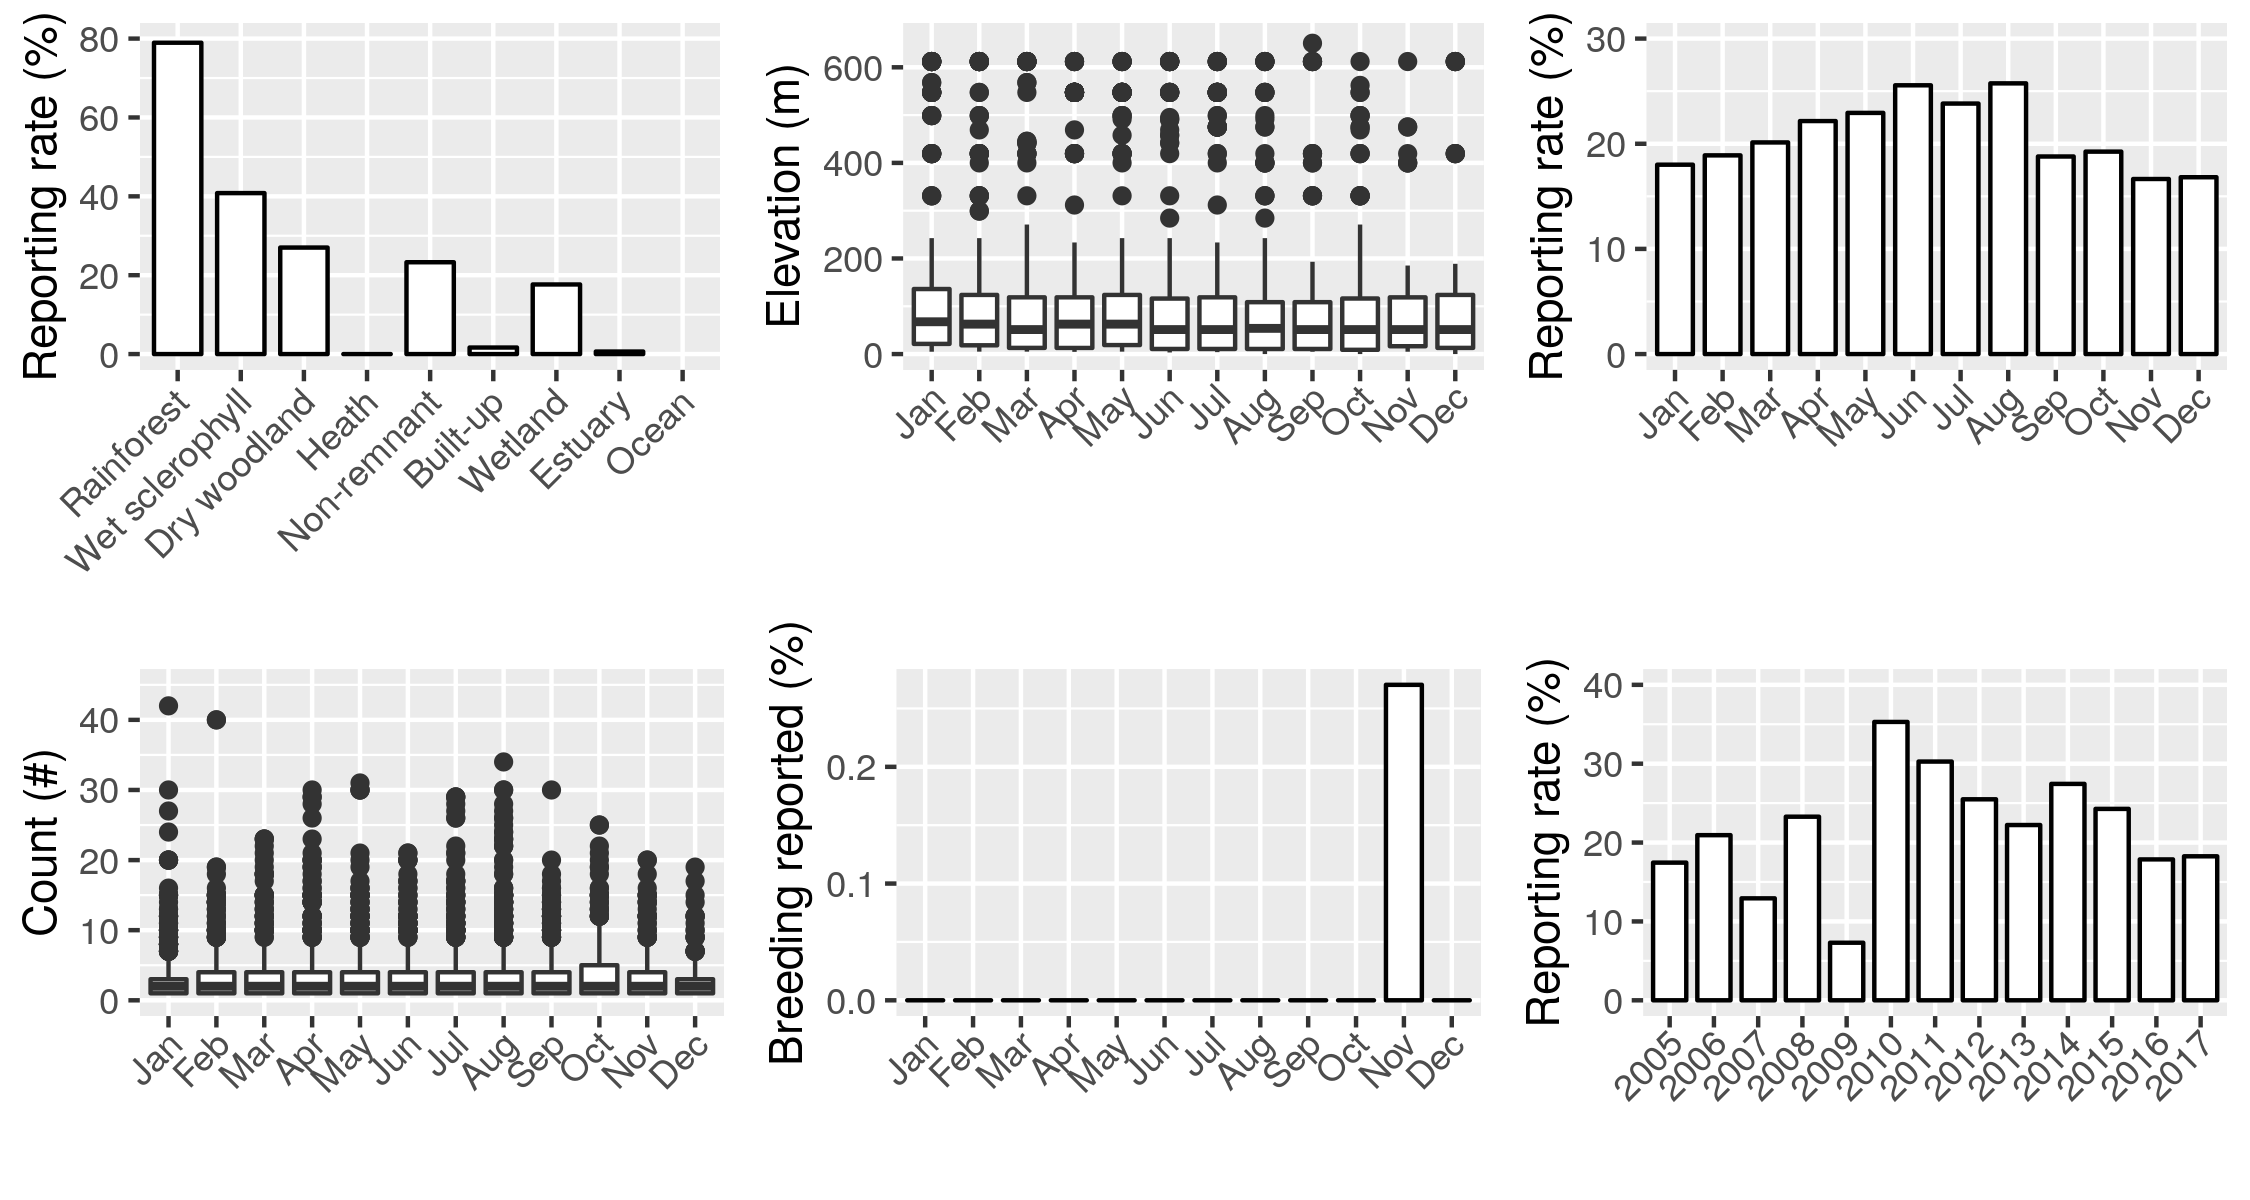 Reporting rate (%)
80
60
40
20
0
Rainforest
Wet sclerophyll
Dry woodland
Heath
Non-remnant
Built-up
Wetland
Estuary
Ocean
Elevation (m)
600
400
200
0
Jan
Feb
Mar
Apr
May
Jun
Jul
Aug
Sep
Oct
Nov
Dec
Reporting rate (%)
30
20
10
0
Jan
Feb
Mar
Apr
May
Jun
Jul
Aug
Sep
Oct
Nov
Dec
Count (#)
40
30
20
10
0
Jan
Feb
Mar
Apr
May
Jun
Jul
Aug
Sep
Oct
Nov
Dec
Breeding reported (%)
0.2
0.1
0.0
Jan
Feb
Mar
Apr
May
Jun
Jul
Aug
Sep
Oct
Nov
Dec
Reporting rate (%)
40
30
20
10
0
2005
2006
2007
2008
2009
2010
2011
2012
2013
2014
2015
2016
2017